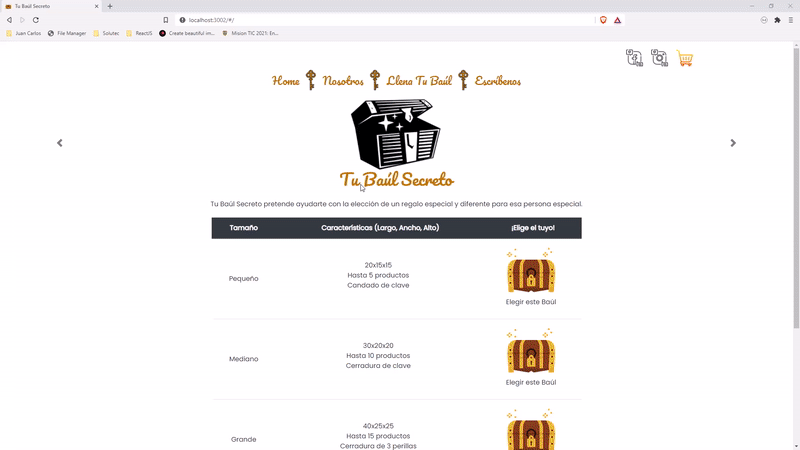 Tu Baúl Secreto
localhost:3002/#/
Juan Carlos
File Manager
Solutec
ReactJS
Create beautiful im...
Mision TIC 2021: En...
Home Nosotros Llena Tu Baúl Escríbenos
Tu Baúl Secreto
Tu Baúl Secreto pretende ayudarte con la elección de un regalo especial y diferente para esa persona especial.
Tamaño Características (Largo, Ancho, Alto) ¡Elige el tuyo!
20x15x15
Pequeño Hasta 5 productos
Candado de clave
Elegir este Baúl
30x20x20
Mediano Hasta 10 productos
Cerradura de clave
Elegir este Baúl
40x25x25
Grande Hasta 15 productos
Cerradura de 3 perillas